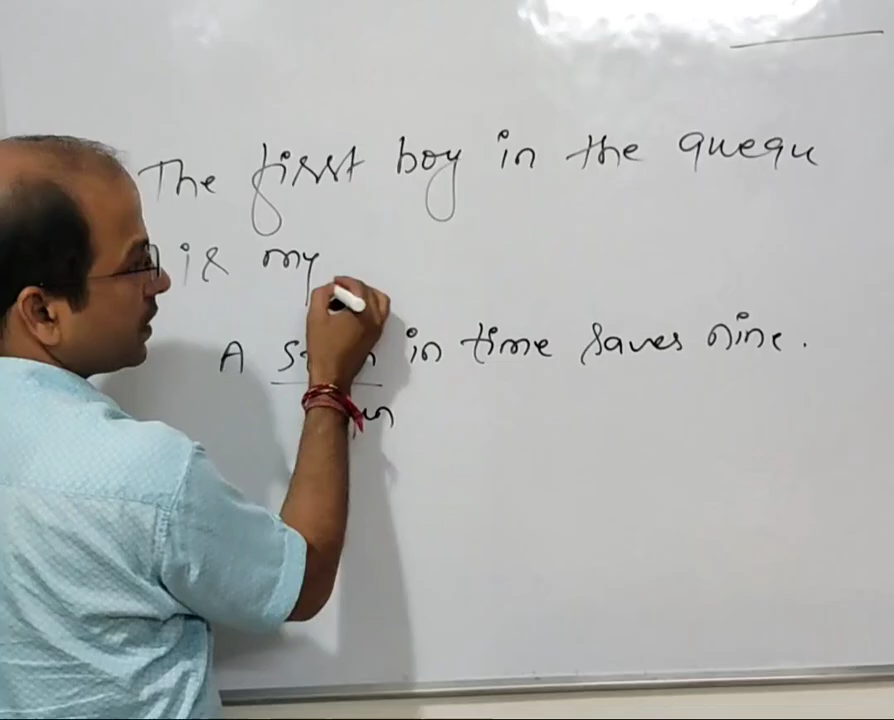 The first boy in the quequ
is my
A in time saves nine.